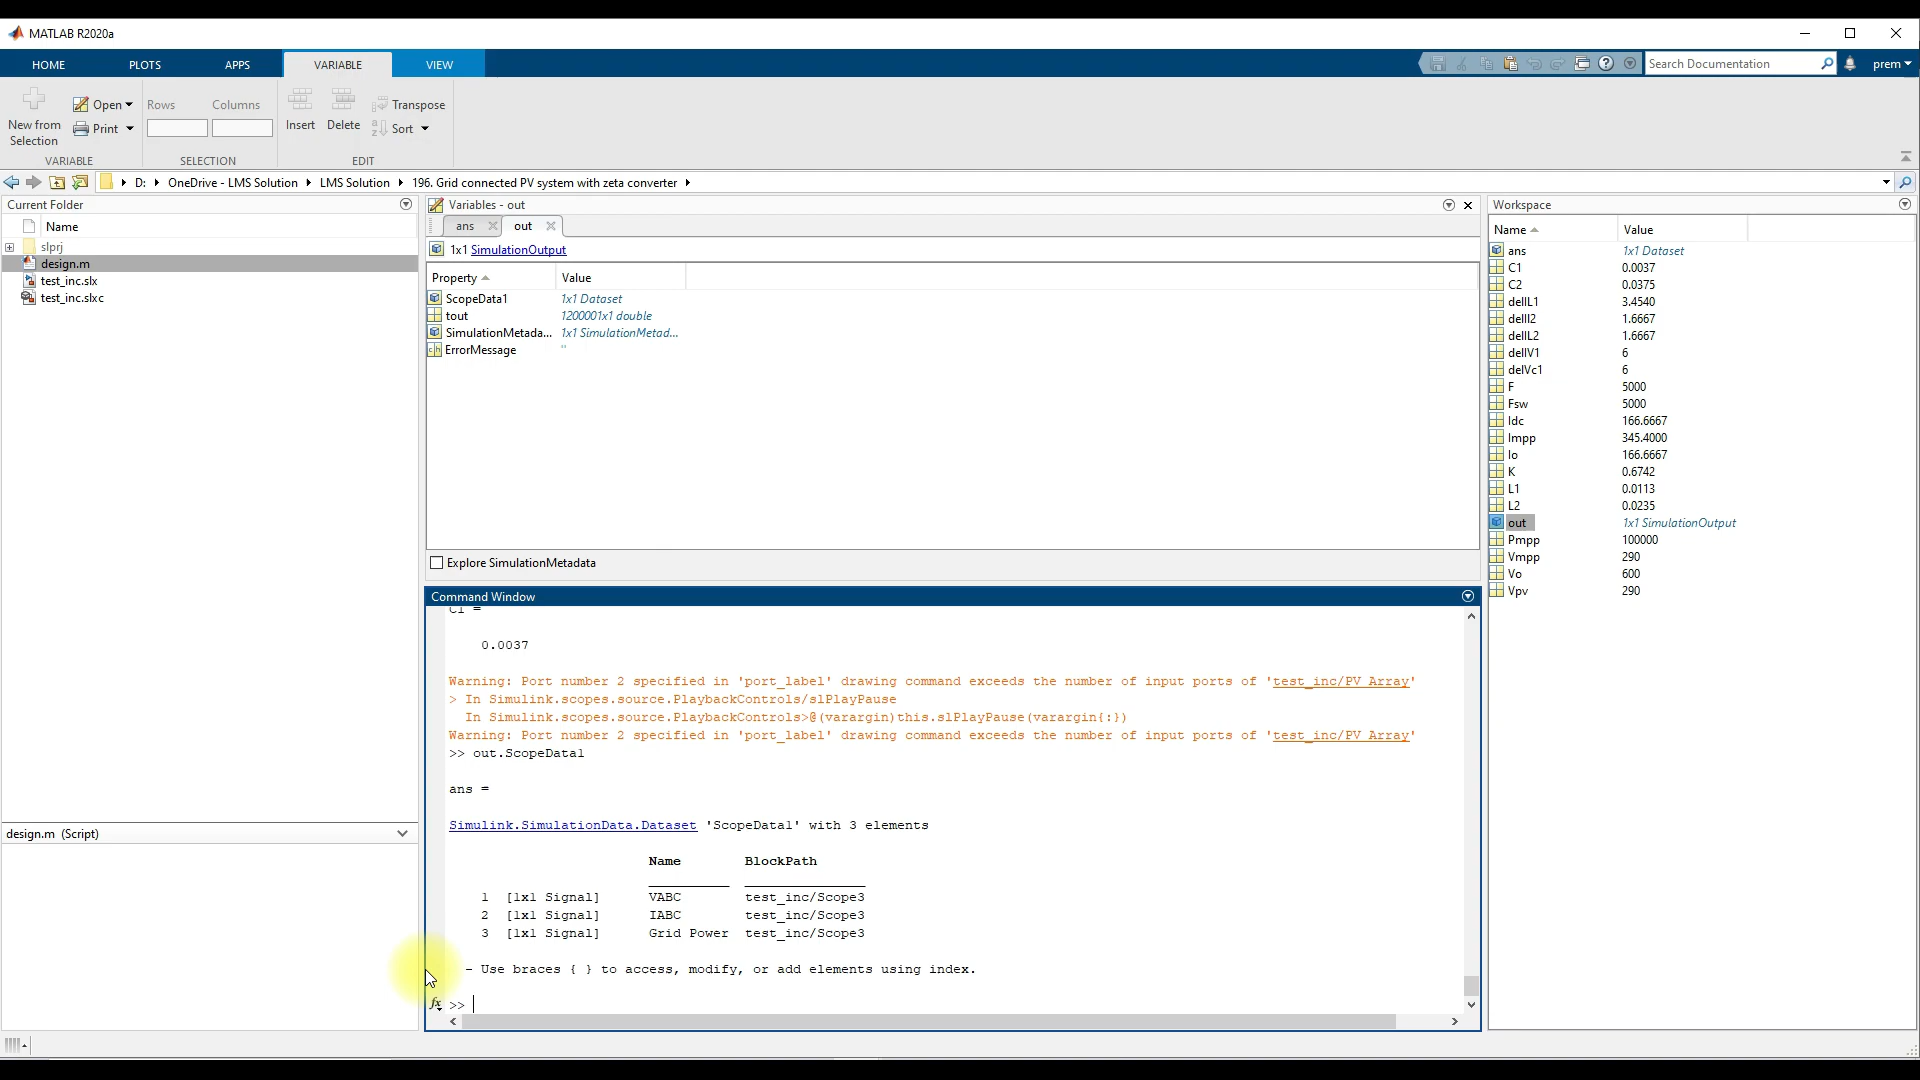 MATLAB R2020a
HOME PLOTS APPS VARIABLE VIEW
Search Documentation
prem
New from Selection
Open
Print
Rows Columns
Insert Delete
Transpose
Sort
VARIABLE SELECTION EDIT
D: OneDrive - LMS Solution LMS Solution 196. Grid connected PV system with zeta converter
Current Folder
Name
slprj
design.m
test_inc.slx
test_inc.slxc
design.m (Script)
Variables - out
ans out
1x1 SimulationOutput
Property Value
ScopeData1 1x1 Dataset
tout 1200001x1 double
SimulationMetada... 1x1 SimulationMetad...
ErrorMessage ''
Explore SimulationMetadata
Command Window
C1 =
0.0037
Warning: Port number 2 specified in 'port_label' drawing command exceeds the number of input ports of 'test_inc/PV Array'
> In Simulink.scopes.source.PlaybackControls/slPlayPause
In Simulink.scopes.source.PlaybackControls>@(varargin)this.slPlayPause(varargin{:})
Warning: Port number 2 specified in 'port_label' drawing command exceeds the number of input ports of 'test_inc/PV Array'
>> out.ScopeData1
ans =
Simulink.SimulationData.Dataset 'ScopeData1' with 3 elements
Name BlockPath
1 [1x1 Signal] VABC test_inc/Scope3
2 [1x1 Signal] IABC test_inc/Scope3
3 [1x1 Signal] Grid Power test_inc/Scope3
- Use braces { } to access, modify, or add elements using index.
fx >>
Workspace
Name Value
ans 1x1 Dataset
C1 0.0037
C2 0.0375
dellL1 3.4540
dellI2 1.6667
dellL2 1.6667
dellV1 6
delVc1 6
F 5000
Fsw 5000
Idc 166.6667
Impp 345.4000
Io 166.6667
K 0.6742
L1 0.0113
L2 0.0235
out 1x1 SimulationOutput
Pmpp 100000
Vmpp 290
Vo 600
Vpv 290